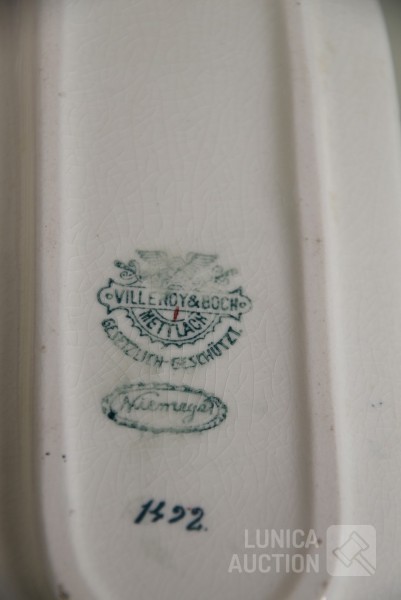 VILLEROY & BOCH
METTLACH
GESETZLICH-GESCHÜTZT.
Niemeyer
1492.
LUNICA
AUCTION